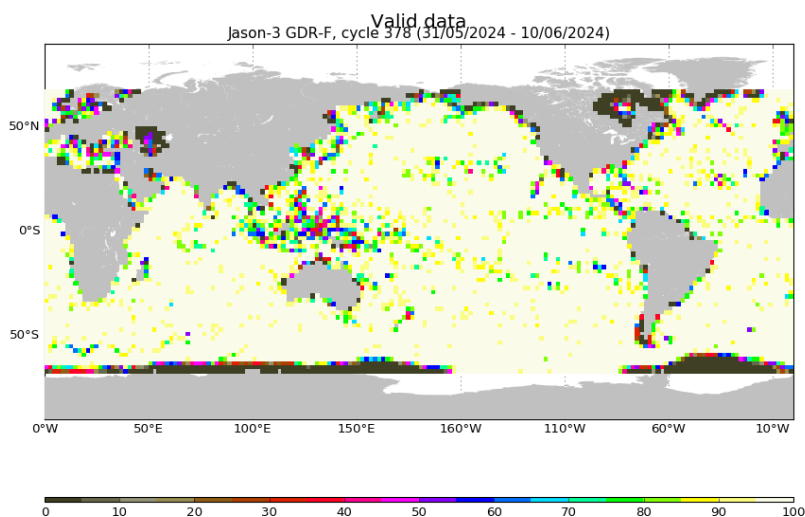 Valid data
Jason-3 GDR-F, cycle 378 (31/05/2024 - 10/06/2024)
50°N
0°S
50°S
0°W 50°E 100°E 150°E 160°W 110°W 60°W 10°W
0 10 20 30 40 50 60 70 80 90 100